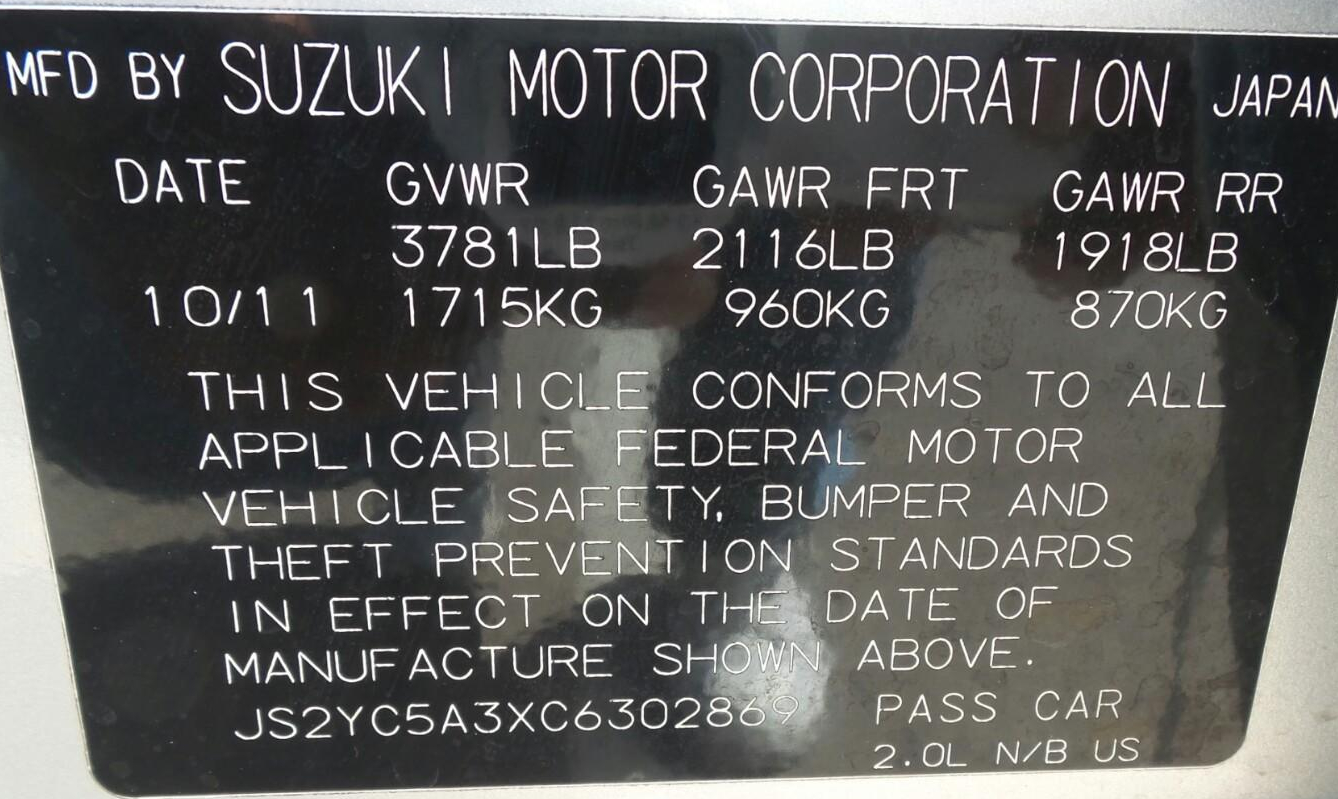 MFD BY SUZUKI MOTOR CORPORATION JAPAN
DATE GVWR GAWR FRT GAWR RR
3781LB 2116LB 1918LB
10/11 1715KG 960KG 870KG
THIS VEHICLE CONFORMS TO ALL
APPLICABLE FEDERAL MOTOR
VEHICLE SAFETY, BUMPER AND
THEFT PREVENTION STANDARDS
IN EFFECT ON THE DATE OF
MANUFACTURE SHOWN ABOVE.
JS2YC5A3XC6302869 PASS CAR
2.0L N/B US